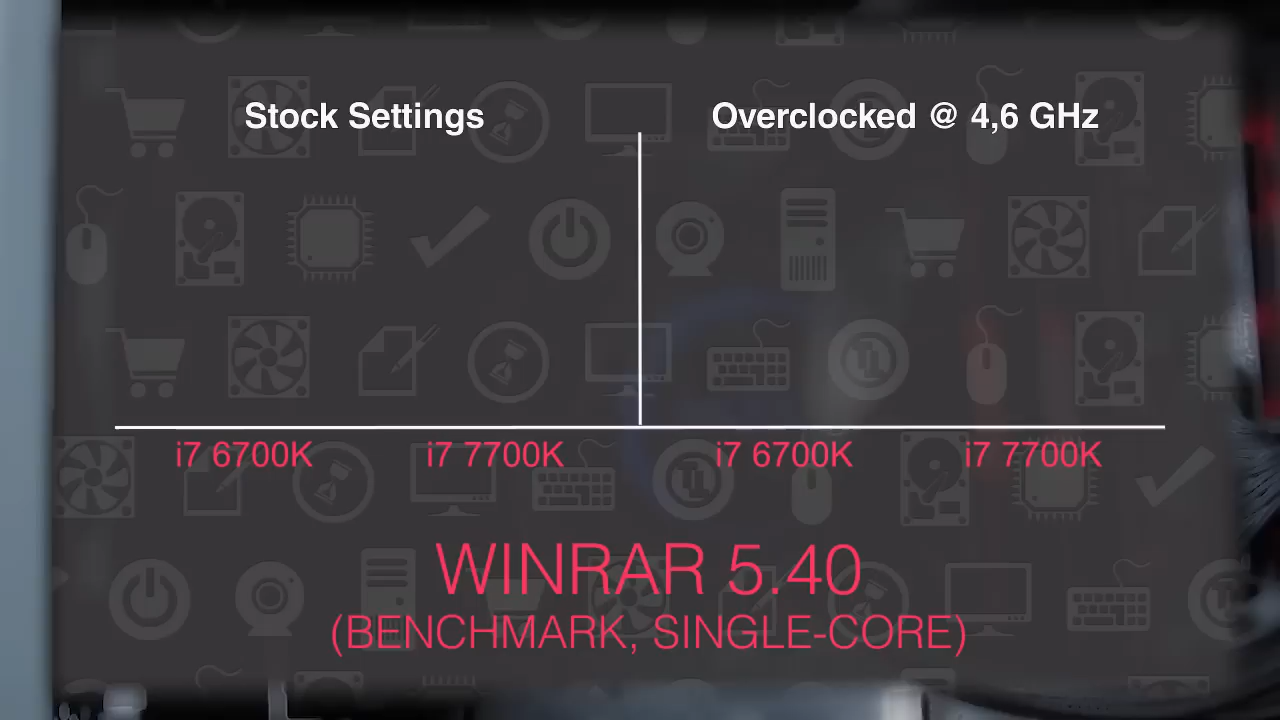 Stock Settings
Overclocked @ 4,6 GHz
i7 6700K
i7 7700K
i7 6700K
i7 7700K
WINRAR 5.40
(BENCHMARK, SINGLE-CORE)